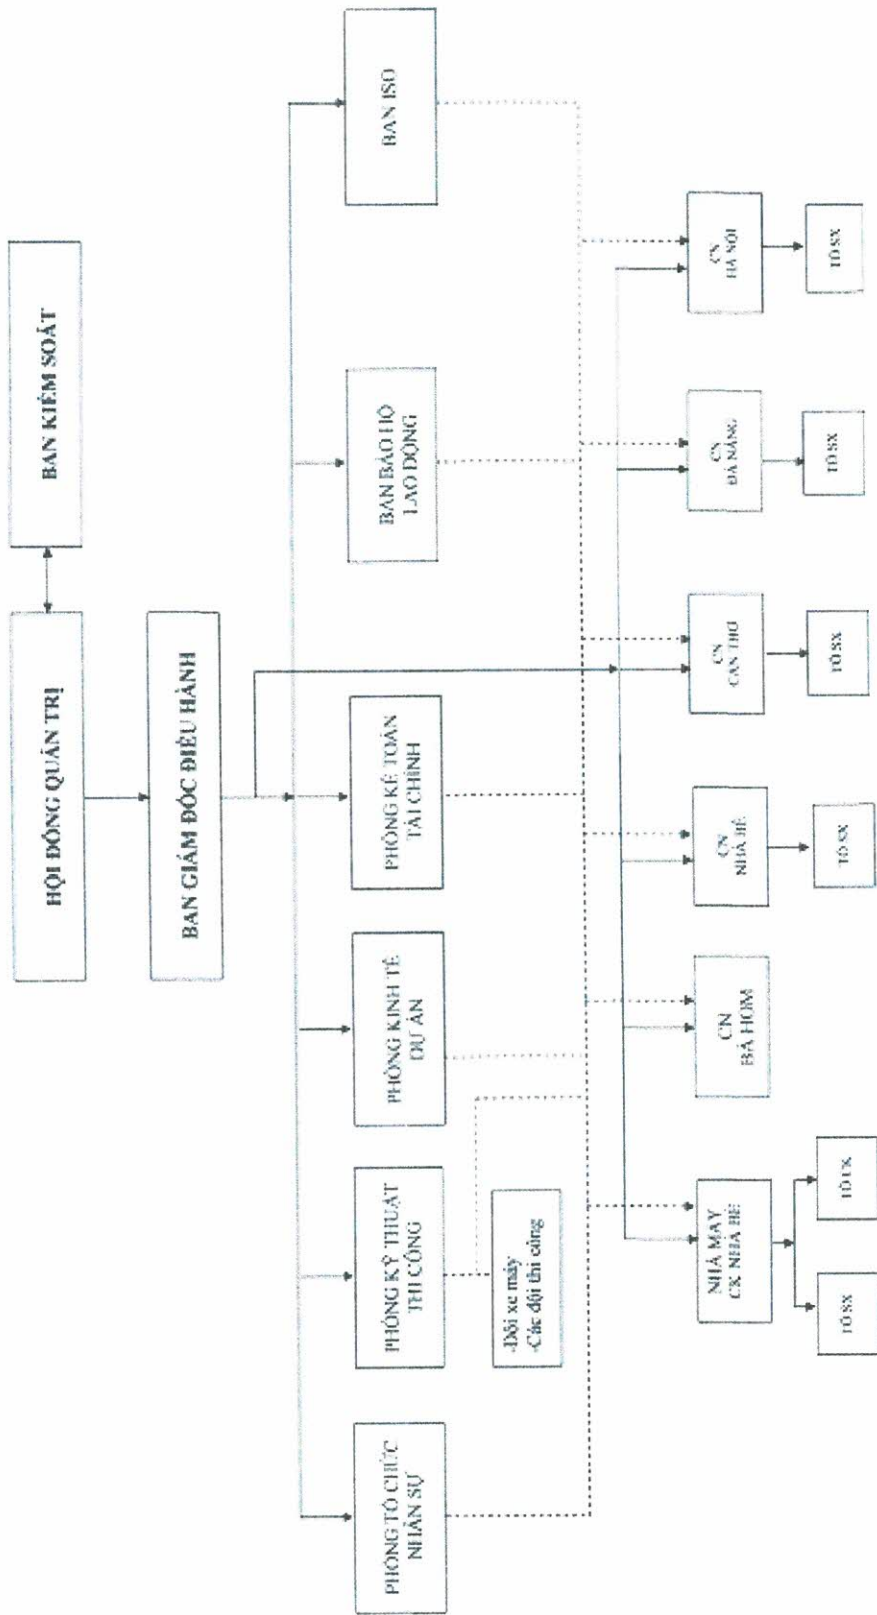 HỘI ĐỒNG QUẢN TRỊ
BAN KIỂM SOÁT
BAN GIÁM ĐỐC ĐIỀU HÀNH
PHÒNG TỔ CHỨC
NHÂN SỰ
PHÒNG KỸ THUẬT
THI CÔNG
PHÒNG KINH TẾ
DỰ ÁN
PHÒNG KẾ TOÁN
TÀI CHÍNH
BAN BẢO HỘ
LAO ĐỘNG
BAN ISO
-Đội xe máy
-Các đội thi công
NHÀ MÁY
CK NHÀ BÈ
CN
BÀ HOM
CN
NHÀ BÈ
CN
CẦN THƠ
CN
ĐÀ NẴNG
CN
HÀ NỘI
TỔ SX
TỔ CK
TỔ SX
TỔ SX
TỔ SX
TỔ SX